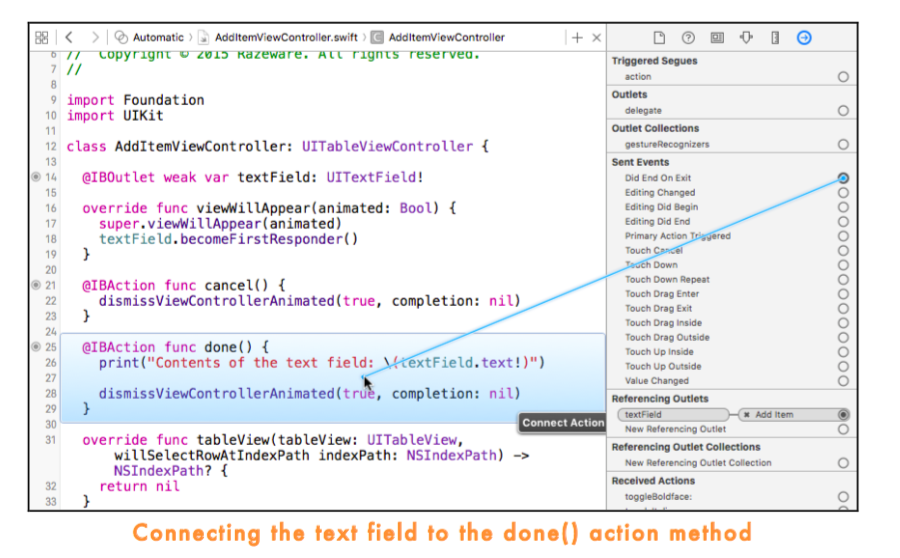 Automatic
AddItemViewController.swift
AddItemViewController
6 // Copyright © 2015 Razeware. All rights reserved.
7 //
8
9 import Foundation
10 import UIKit
11
12 class AddItemViewController: UITableViewController {
13
14 @IBOutlet weak var textField: UITextField!
15
16 override func viewWillAppear(animated: Bool) {
17 super.viewWillAppear(animated)
18 textField.becomeFirstResponder()
19 }
20
21 @IBAction func cancel() {
22 dismissViewControllerAnimated(true, completion: nil)
23 }
24
25 @IBAction func done() {
26 print("Contents of the text field: \(textField.text!)")
27
28 dismissViewControllerAnimated(true, completion: nil)
29 }
30
31 override func tableView(tableView: UITableView,
willSelectRowAtIndexPath indexPath: NSIndexPath) ->
NSIndexPath? {
32 return nil
33 }
Connect Action
Triggered Segues
action
Outlets
delegate
Outlet Collections
gestureRecognizers
Sent Events
Did End On Exit
Editing Changed
Editing Did Begin
Editing Did End
Primary Action Triggered
Touch Cancel
Touch Down
Touch Down Repeat
Touch Drag Enter
Touch Drag Exit
Touch Drag Inside
Touch Drag Outside
Touch Up Inside
Touch Up Outside
Value Changed
Referencing Outlets
textField
Add Item
New Referencing Outlet
Referencing Outlet Collections
New Referencing Outlet Collection
Received Actions
toggleBoldface:
Connecting the text field to the done() action method